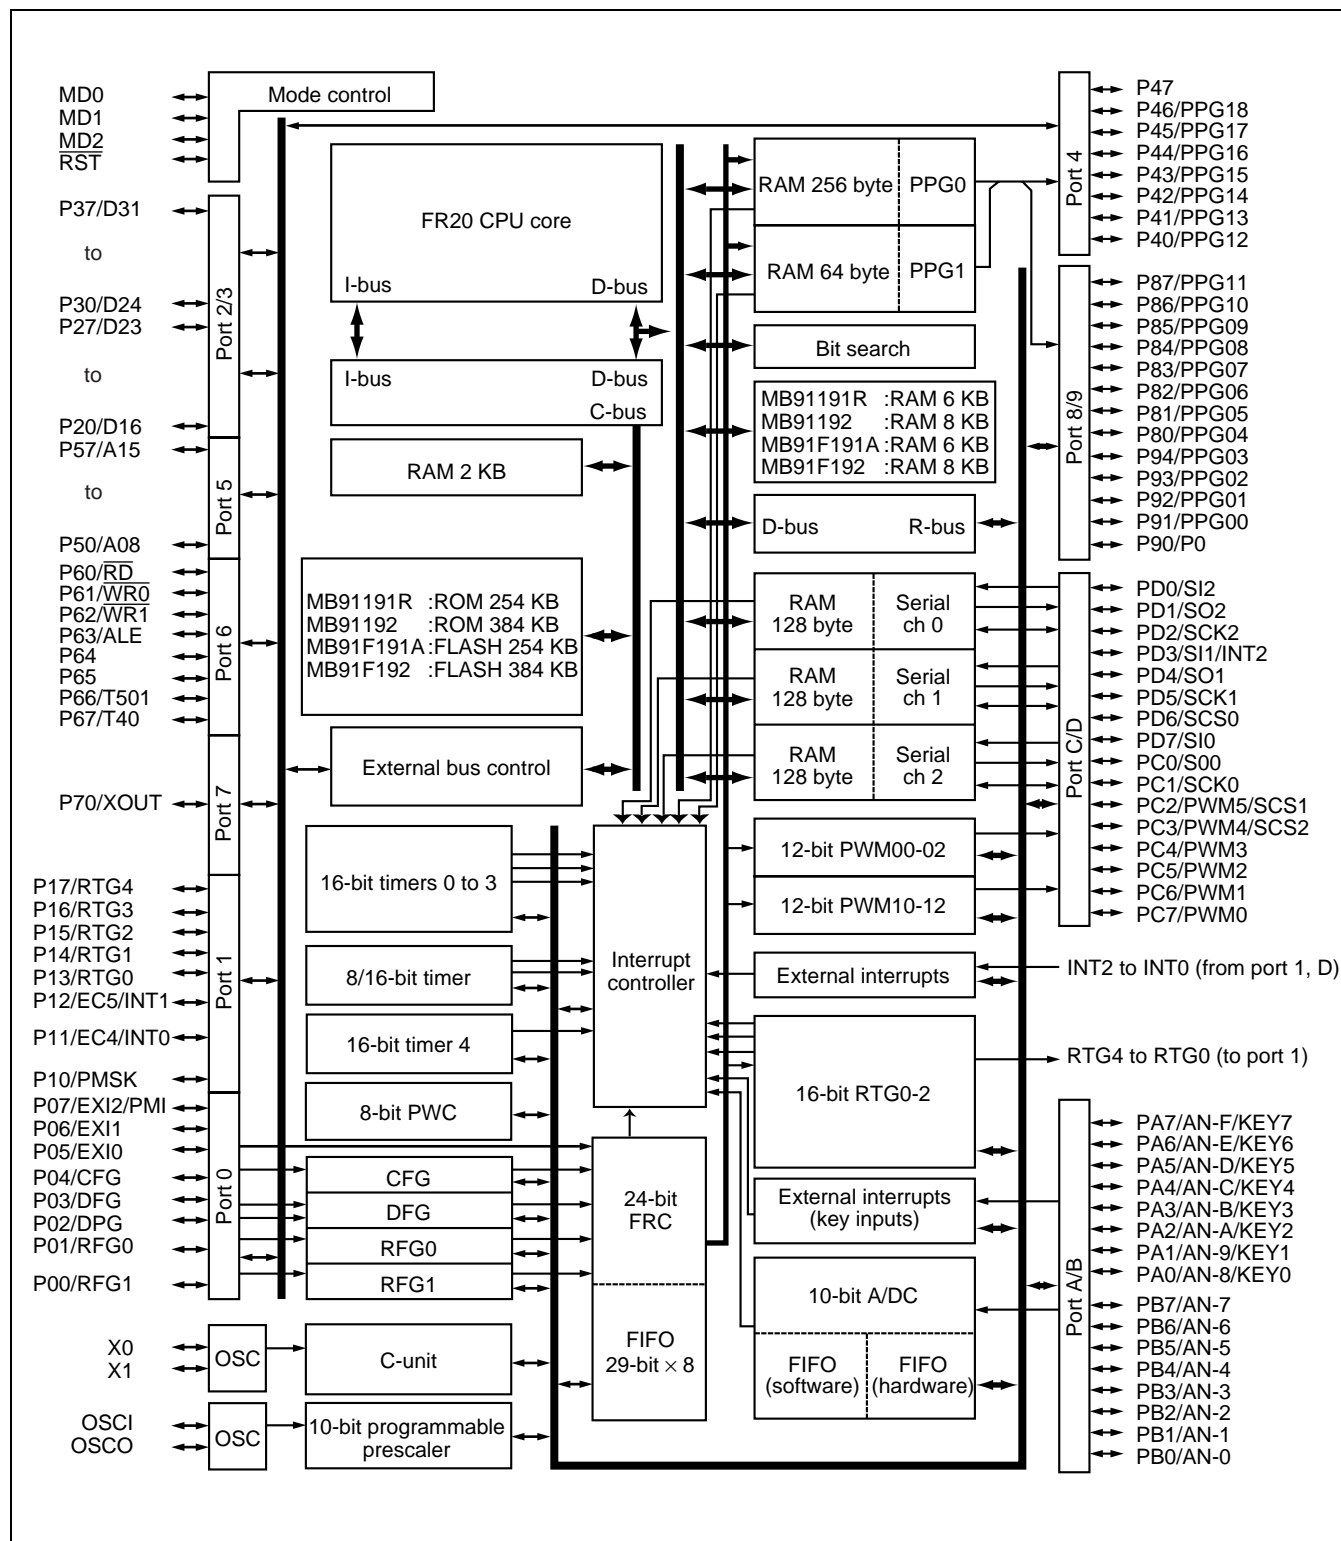 MD0
MD1
MD2
RST
Mode control
P37/D31
to
P30/D24
P27/D23
to
P20/D16
Port 2/3
P57/A15
to
P50/A08
Port 5
P60/RD
P61/WR0
P62/WR1
P63/ALE
P64
P65
P66/T501
P67/T40
Port 6
P70/XOUT
Port 7
P17/RTG4
P16/RTG3
P15/RTG2
P14/RTG1
P13/RTG0
P12/EC5/INT1
P11/EC4/INT0
P10/PMSK
Port 1
P07/EXI2/PMI
P06/EXI1
P05/EXI0
P04/CFG
P03/DFG
P02/DPG
P01/RFG0
P00/RFG1
Port 0
X0
X1
OSC
OSCI
OSCO
OSC
FR20 CPU core
I-bus
D-bus
I-bus
D-bus
C-bus
RAM 2 KB
MB91191R :ROM 254 KB
MB91192 :ROM 384 KB
MB91F191A :FLASH 254 KB
MB91F192 :FLASH 384 KB
External bus control
16-bit timers 0 to 3
8/16-bit timer
16-bit timer 4
8-bit PWC
CFG
DFG
RFG0
RFG1
C-unit
10-bit programmable
prescaler
Interrupt
controller
24-bit
FRC
FIFO
29-bit × 8
RAM 256 byte
PPG0
RAM 64 byte
PPG1
Bit search
MB91191R :RAM 6 KB
MB91192 :RAM 8 KB
MB91F191A :RAM 6 KB
MB91F192 :RAM 8 KB
D-bus
R-bus
RAM
128 byte
Serial
ch 0
RAM
128 byte
Serial
ch 1
RAM
128 byte
Serial
ch 2
12-bit PWM00-02
12-bit PWM10-12
External interrupts
16-bit RTG0-2
External interrupts
(key inputs)
10-bit A/DC
FIFO
(software)
FIFO
(hardware)
Port 4
P47
P46/PPG18
P45/PPG17
P44/PPG16
P43/PPG15
P42/PPG14
P41/PPG13
P40/PPG12
Port 8/9
P87/PPG11
P86/PPG10
P85/PPG09
P84/PPG08
P83/PPG07
P82/PPG06
P81/PPG05
P80/PPG04
P94/PPG03
P93/PPG02
P92/PPG01
P91/PPG00
P90/P0
Port C/D
PD0/SI2
PD1/SO2
PD2/SCK2
PD3/SI1/INT2
PD4/SO1
PD5/SCK1
PD6/SCS0
PD7/SI0
PC0/S00
PC1/SCK0
PC2/PWM5/SCS1
PC3/PWM4/SCS2
PC4/PWM3
PC5/PWM2
PC6/PWM1
PC7/PWM0
INT2 to INT0 (from port 1, D)
RTG4 to RTG0 (to port 1)
Port A/B
PA7/AN-F/KEY7
PA6/AN-E/KEY6
PA5/AN-D/KEY5
PA4/AN-C/KEY4
PA3/AN-B/KEY3
PA2/AN-A/KEY2
PA1/AN-9/KEY1
PA0/AN-8/KEY0
PB7/AN-7
PB6/AN-6
PB5/AN-5
PB4/AN-4
PB3/AN-3
PB2/AN-2
PB1/AN-1
PB0/AN-0